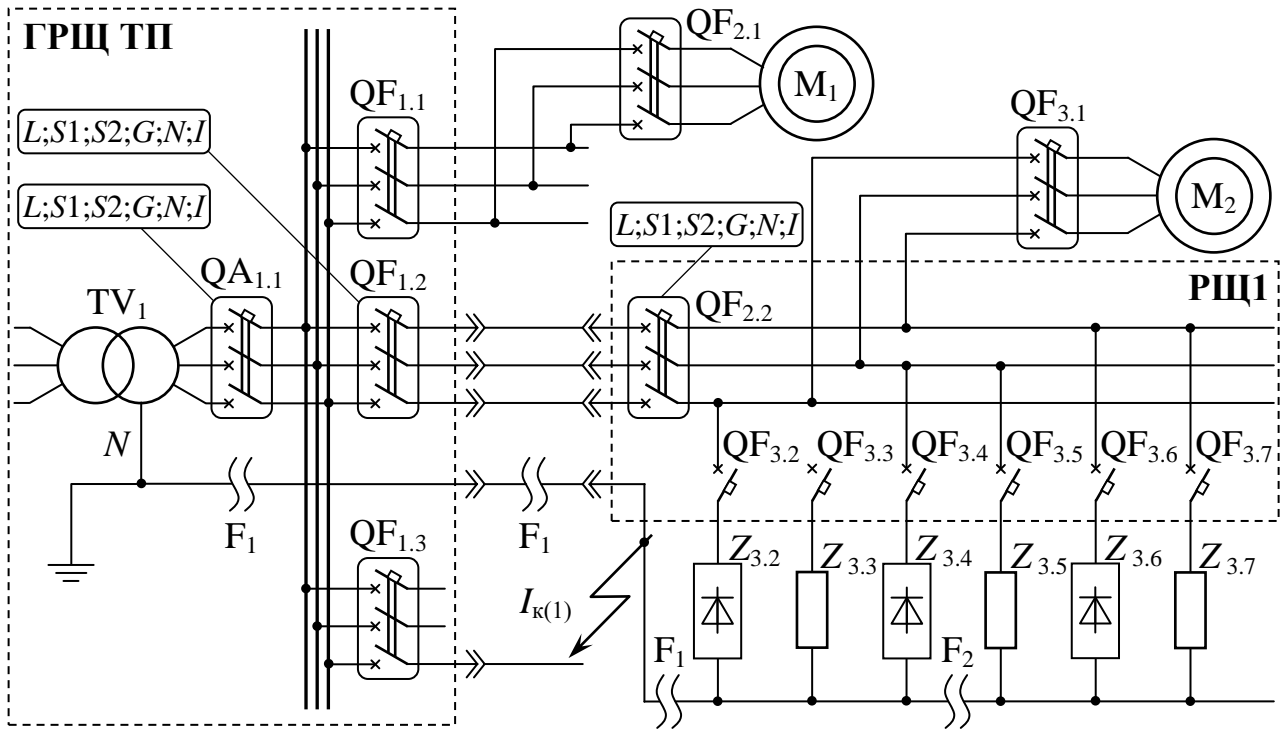 ГРЩ ТП
QF2.1
M1
QF1.1
QF3.1
L;S1;S2;G;N;I
M2
L;S1;S2;G;N;I
L;S1;S2;G;N;I
QA1.1
QF1.2
РЩ1
TV1
QF2.2
N
QF3.2
QF3.3
QF3.4
QF3.5
QF3.6
QF3.7
F1
F1
QF1.3
Z3.2
Z3.3
Z3.4
Z3.5
Z3.6
Z3.7
Iк(1)
F1
F2